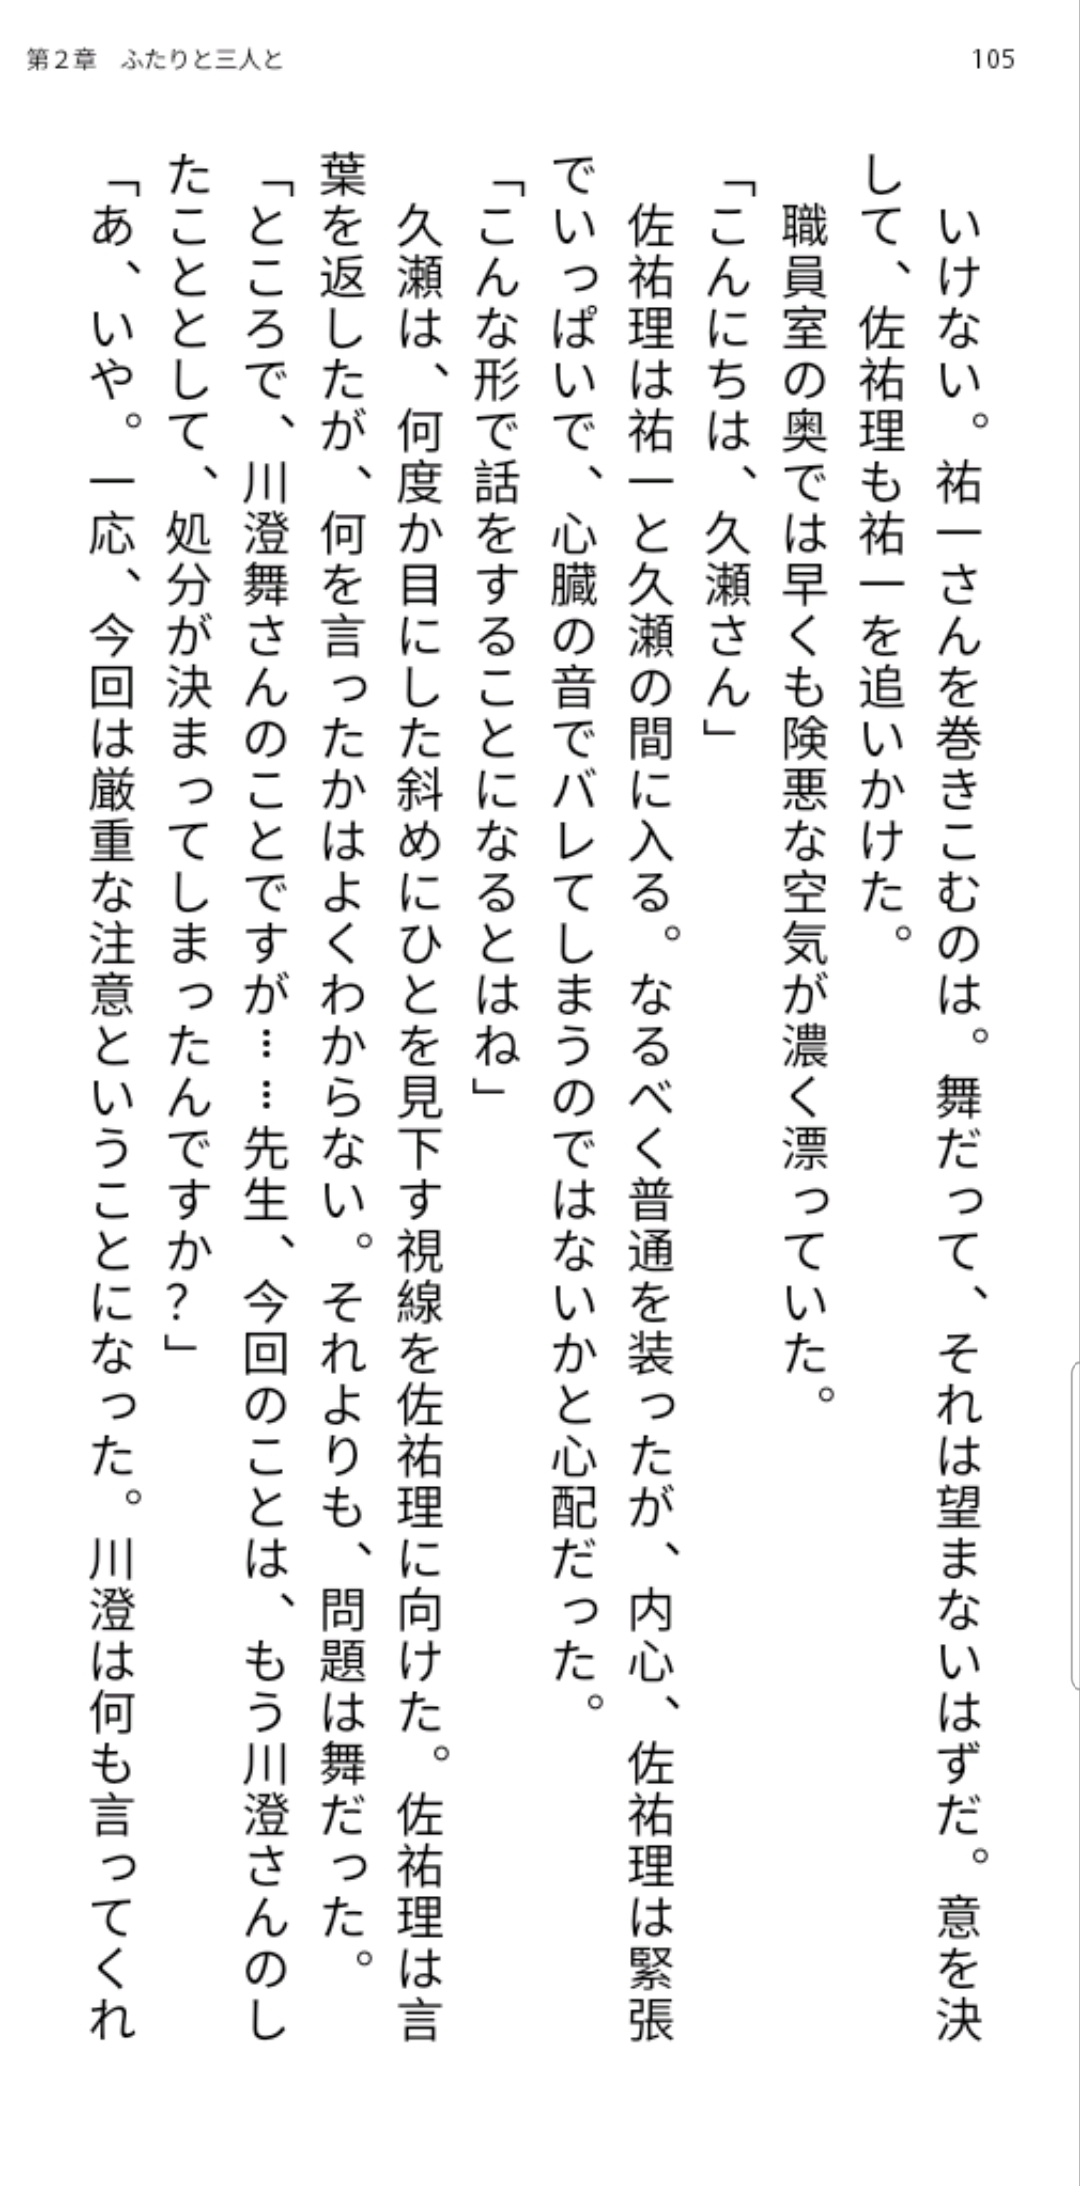 第２章　ふたりと三人と
105
　いけない。祐一さんを巻きこむのは。舞だって、それは望まないはずだ。意を決
して、佐祐理も祐一を追いかけた。
　職員室の奥では早くも険悪な空気が濃く漂っていた。
「こんにちは、久瀬さん」
　佐祐理は祐一と久瀬の間に入る。なるべく普通を装ったが、内心、佐祐理は緊張
でいっぱいで、心臓の音でバレてしまうのではないかと心配だった。
「こんな形で話をすることになるとはね」
　久瀬は、何度か目にした斜めにひとを見下す視線を佐祐理に向けた。佐祐理は言
葉を返したが、何を言ったかはよくわからない。それよりも、問題は舞だった。
「ところで、川澄舞さんのことですが……先生、今回のことは、もう川澄さんのし
たこととして、処分が決まってしまったんですか？」
「あ、いや。一応、今回は厳重な注意ということになった。川澄は何も言ってくれ